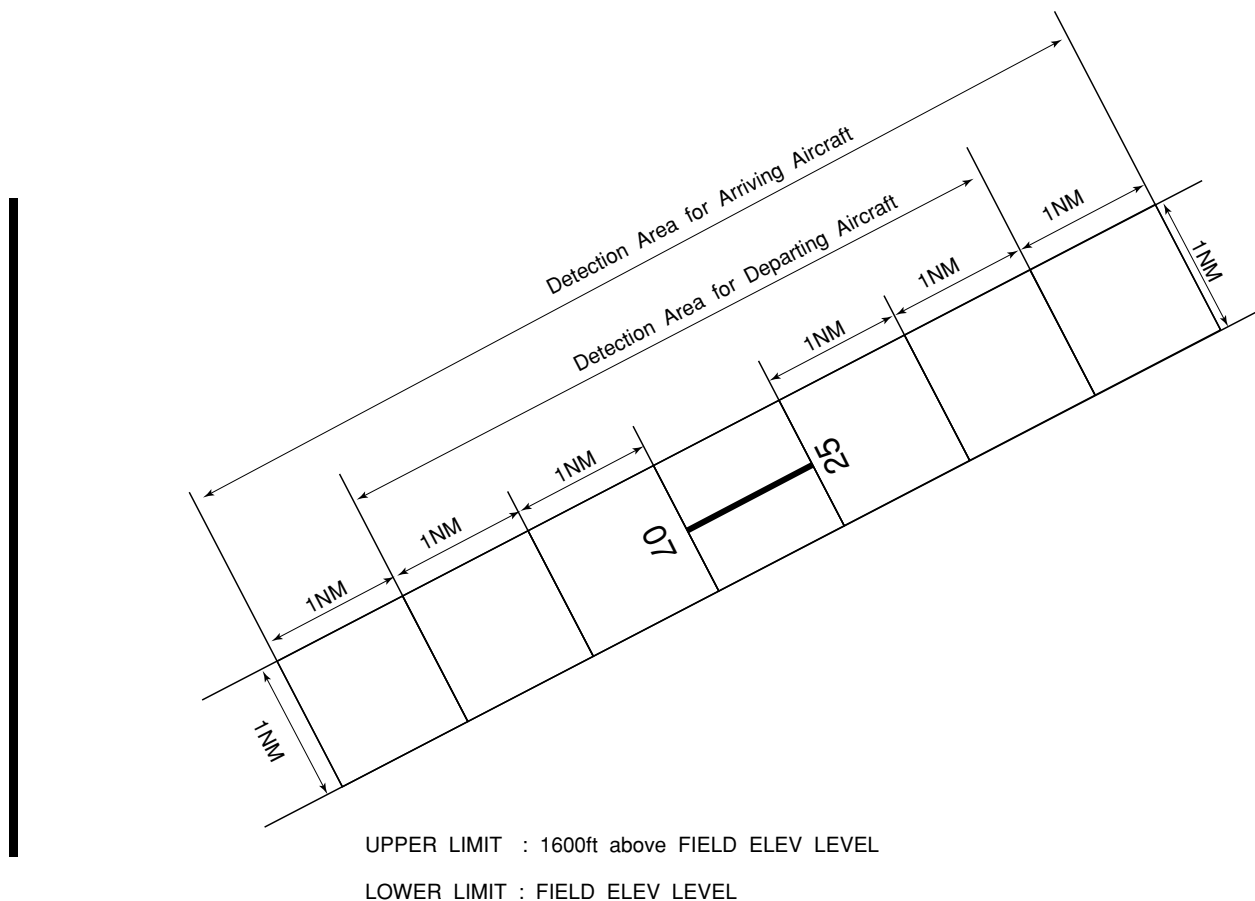 Detection Area for Arriving Aircraft
Detection Area for Departing Aircraft
1NM
1NM
1NM
1NM
1NM
1NM
1NM
1NM
25
07
UPPER LIMIT : 1600ft above FIELD ELEV LEVEL
LOWER LIMIT : FIELD ELEV LEVEL